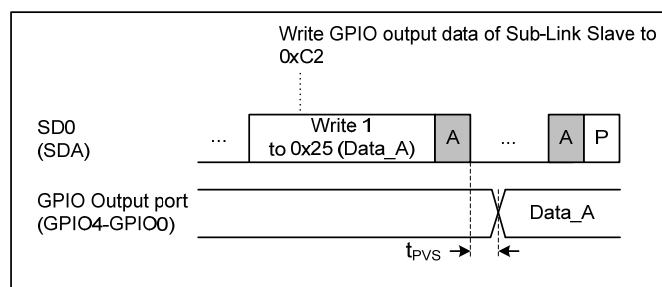 Write GPIO output data of Sub-Link Slave to
0xC2
SD0
(SDA)
...
Write 1
to 0x25 (Data_A)
A
...
A
P
GPIO Output port
(GPIO4-GPIO0)
Data_A
tPVS